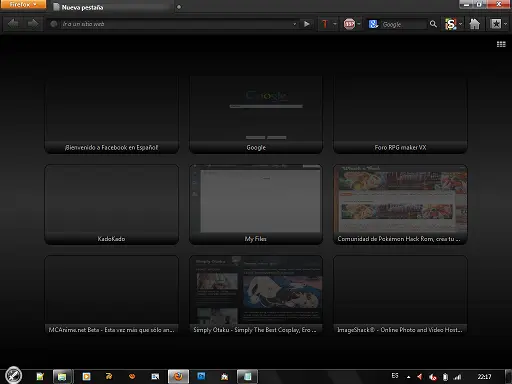 Firefox
Nueva pestaña
Ir a un sitio web
ABP
Google
¡Bienvenido a Facebook en Español!
Google
Foro RPG maker VX
KadoKado
My Files
Comunidad de Pokémon Hack Rom, crea tu ...
MCAnime.net Beta - Esta vez más que sólo an...
Simply Otaku - Simply The Best Cosplay, Ero ...
ImageShack® - Online Photo and Video Host...
ES
22:17